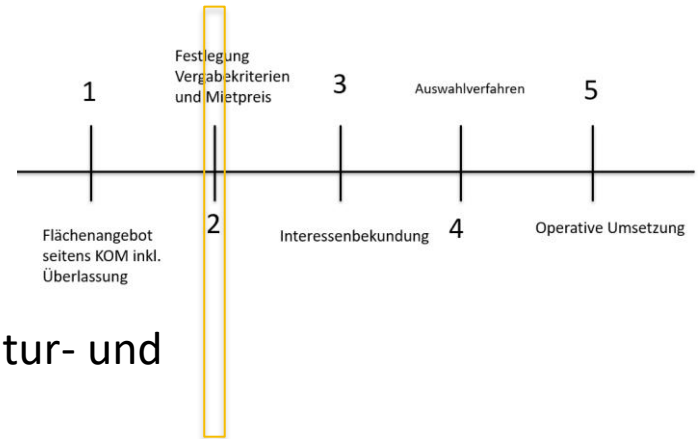 Festlegung
Vergabekriterien
und Mietpreis
1
3
Auswahlverfahren
5
Flächenangebot
seitens KOM inkl.
Überlassung
2
Interessenbekundung
4
Operative Umsetzung
tur- und